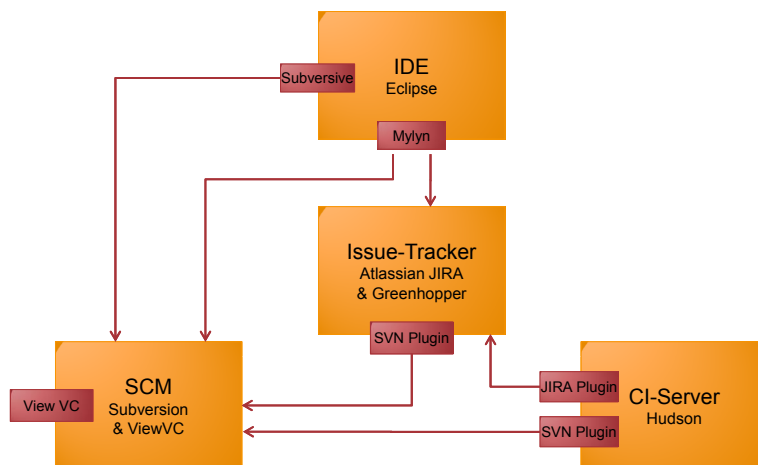 IDE
Eclipse
Subversive
Mylyn
Issue-Tracker
Atlassian JIRA
& Greenhopper
SVN Plugin
SCM
Subversion
& ViewVC
View VC
JIRA Plugin
CI-Server
Hudson
SVN Plugin